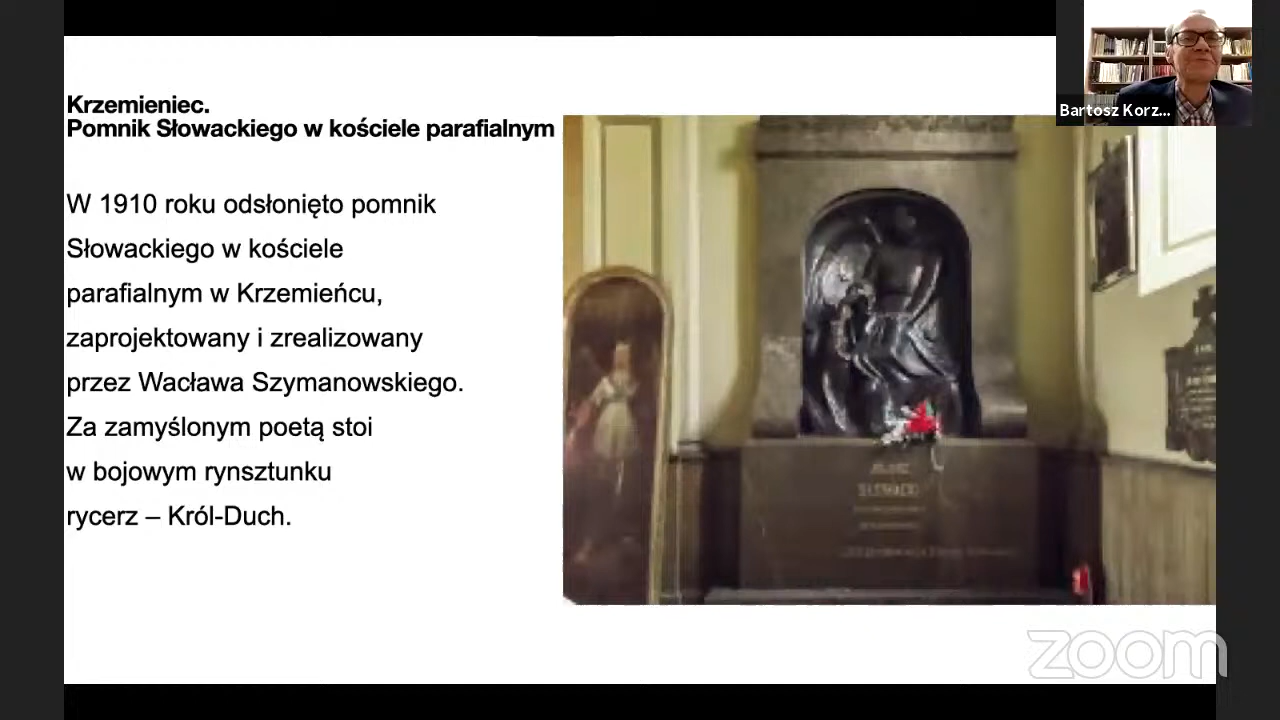 Krzemieniec.
Pomnik Słowackiego w kościele parafialnym
W 1910 roku odsłonięto pomnik
Słowackiego w kościele
parafialnym w Krzemieńcu,
zaprojektowany i zrealizowany
przez Wacława Szymanowskiego.
Za zamyślonym poetą stoi
w bojowym rynsztunku
rycerz – Król-Duch.
Bartosz Korz...
zoom